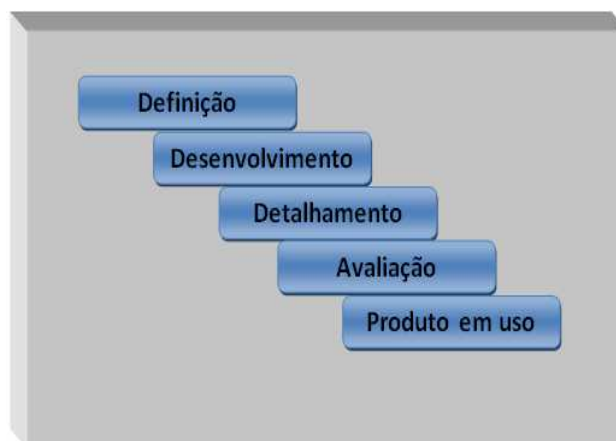 Definição
Desenvolvimento
Detalhamento
Avaliação
Produto em uso